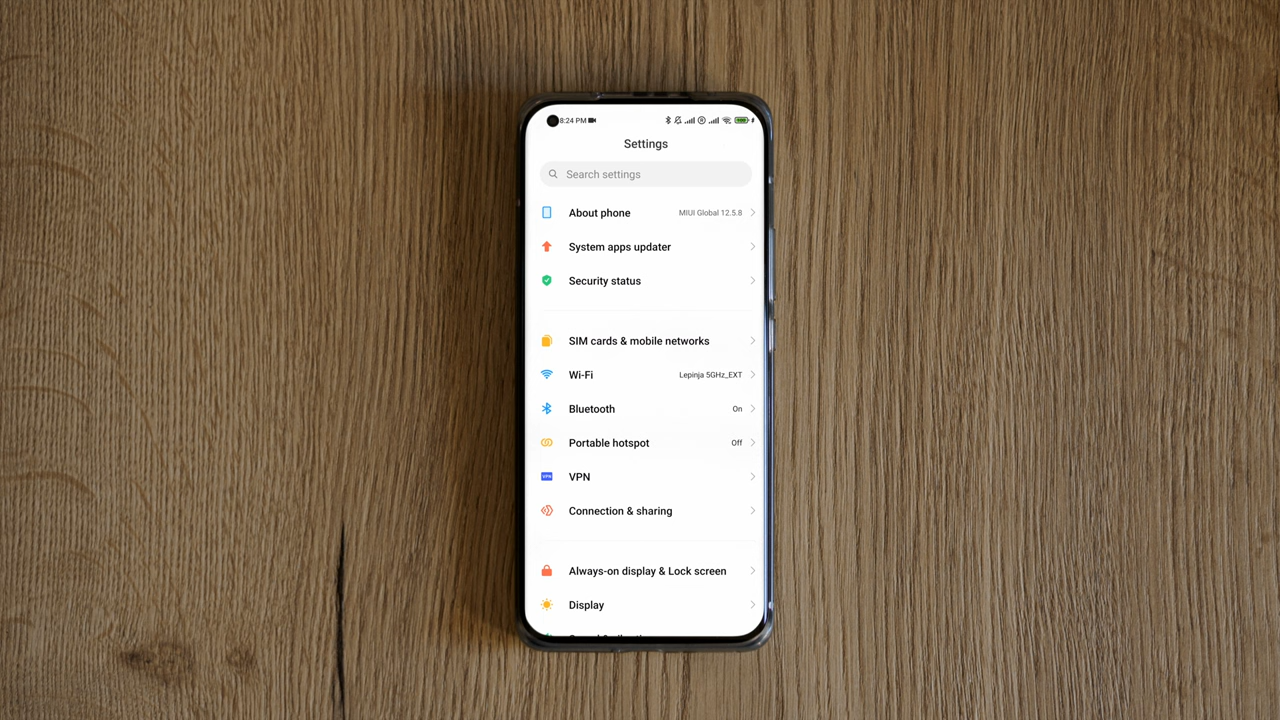 8:24 PM
Settings
Search settings
About phone MIUI Global 12.5.8
System apps updater
Security status
SIM cards & mobile networks
Wi-Fi Lepinja 5GHz_EXT
Bluetooth On
Portable hotspot Off
VPN VPN
Connection & sharing
Always-on display & Lock screen
Display